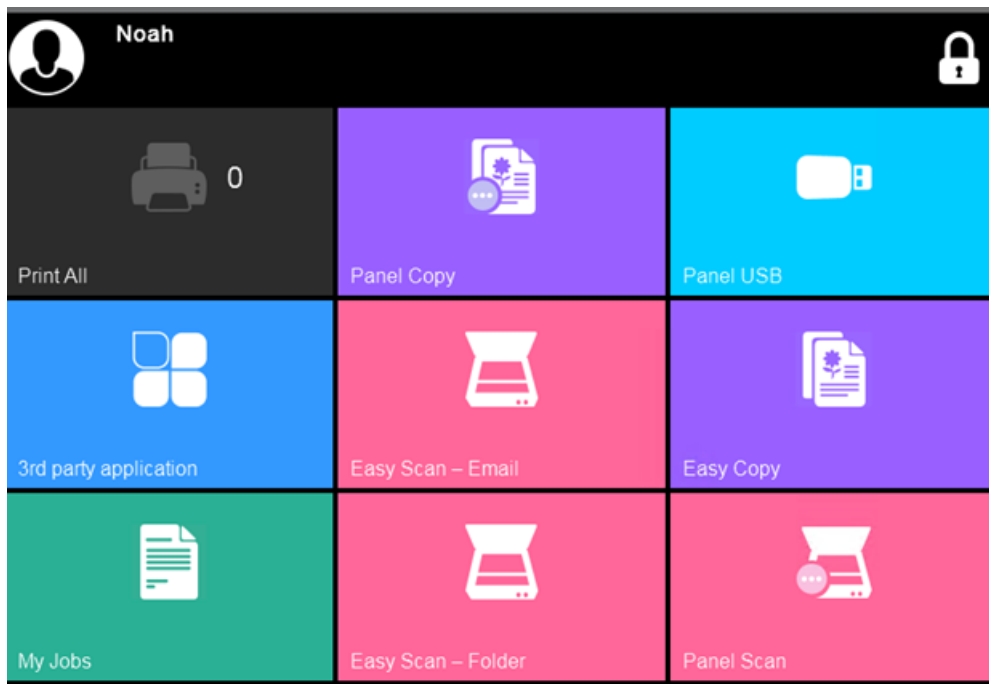 Noah
0
Print All
Panel Copy
Panel USB
3rd party application
Easy Scan – Email
Easy Copy
My Jobs
Easy Scan – Folder
Panel Scan